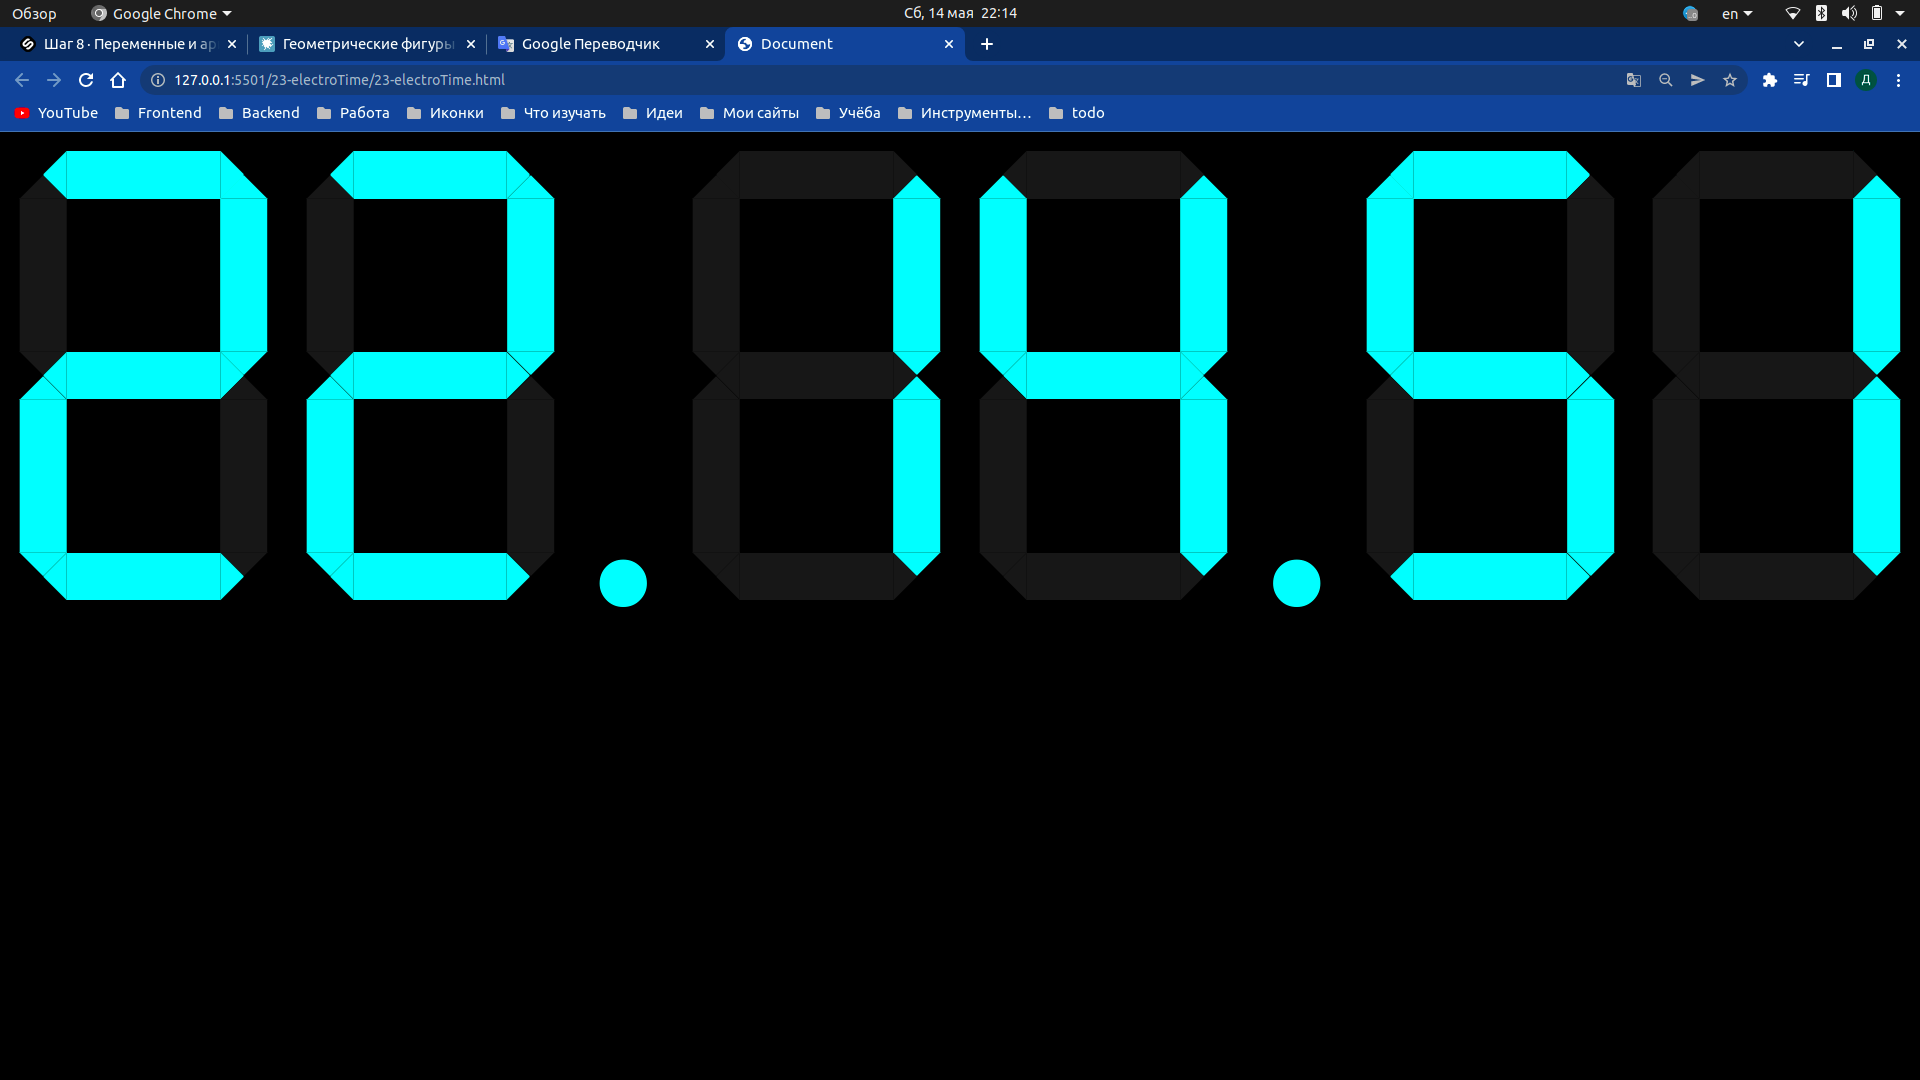 Обзор Google Chrome Сб, 14 мая 22:14 en
Шаг 8 · Переменные и ар Геометрические фигуры Google Переводчик Document
127.0.0.1:5501/23-electroTime/23-electroTime.html Д
YouTube Frontend Backend Работа Иконки Что изучать Идеи Мои сайты Учёба Инструменты… todo
22.14.51